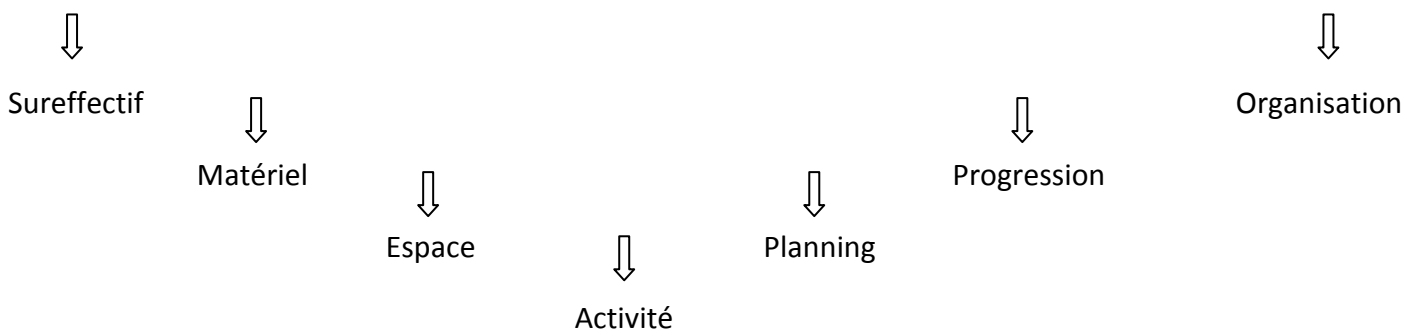 Sureffectif
Organisation
Matériel
Progression
Espace
Planning
Activité